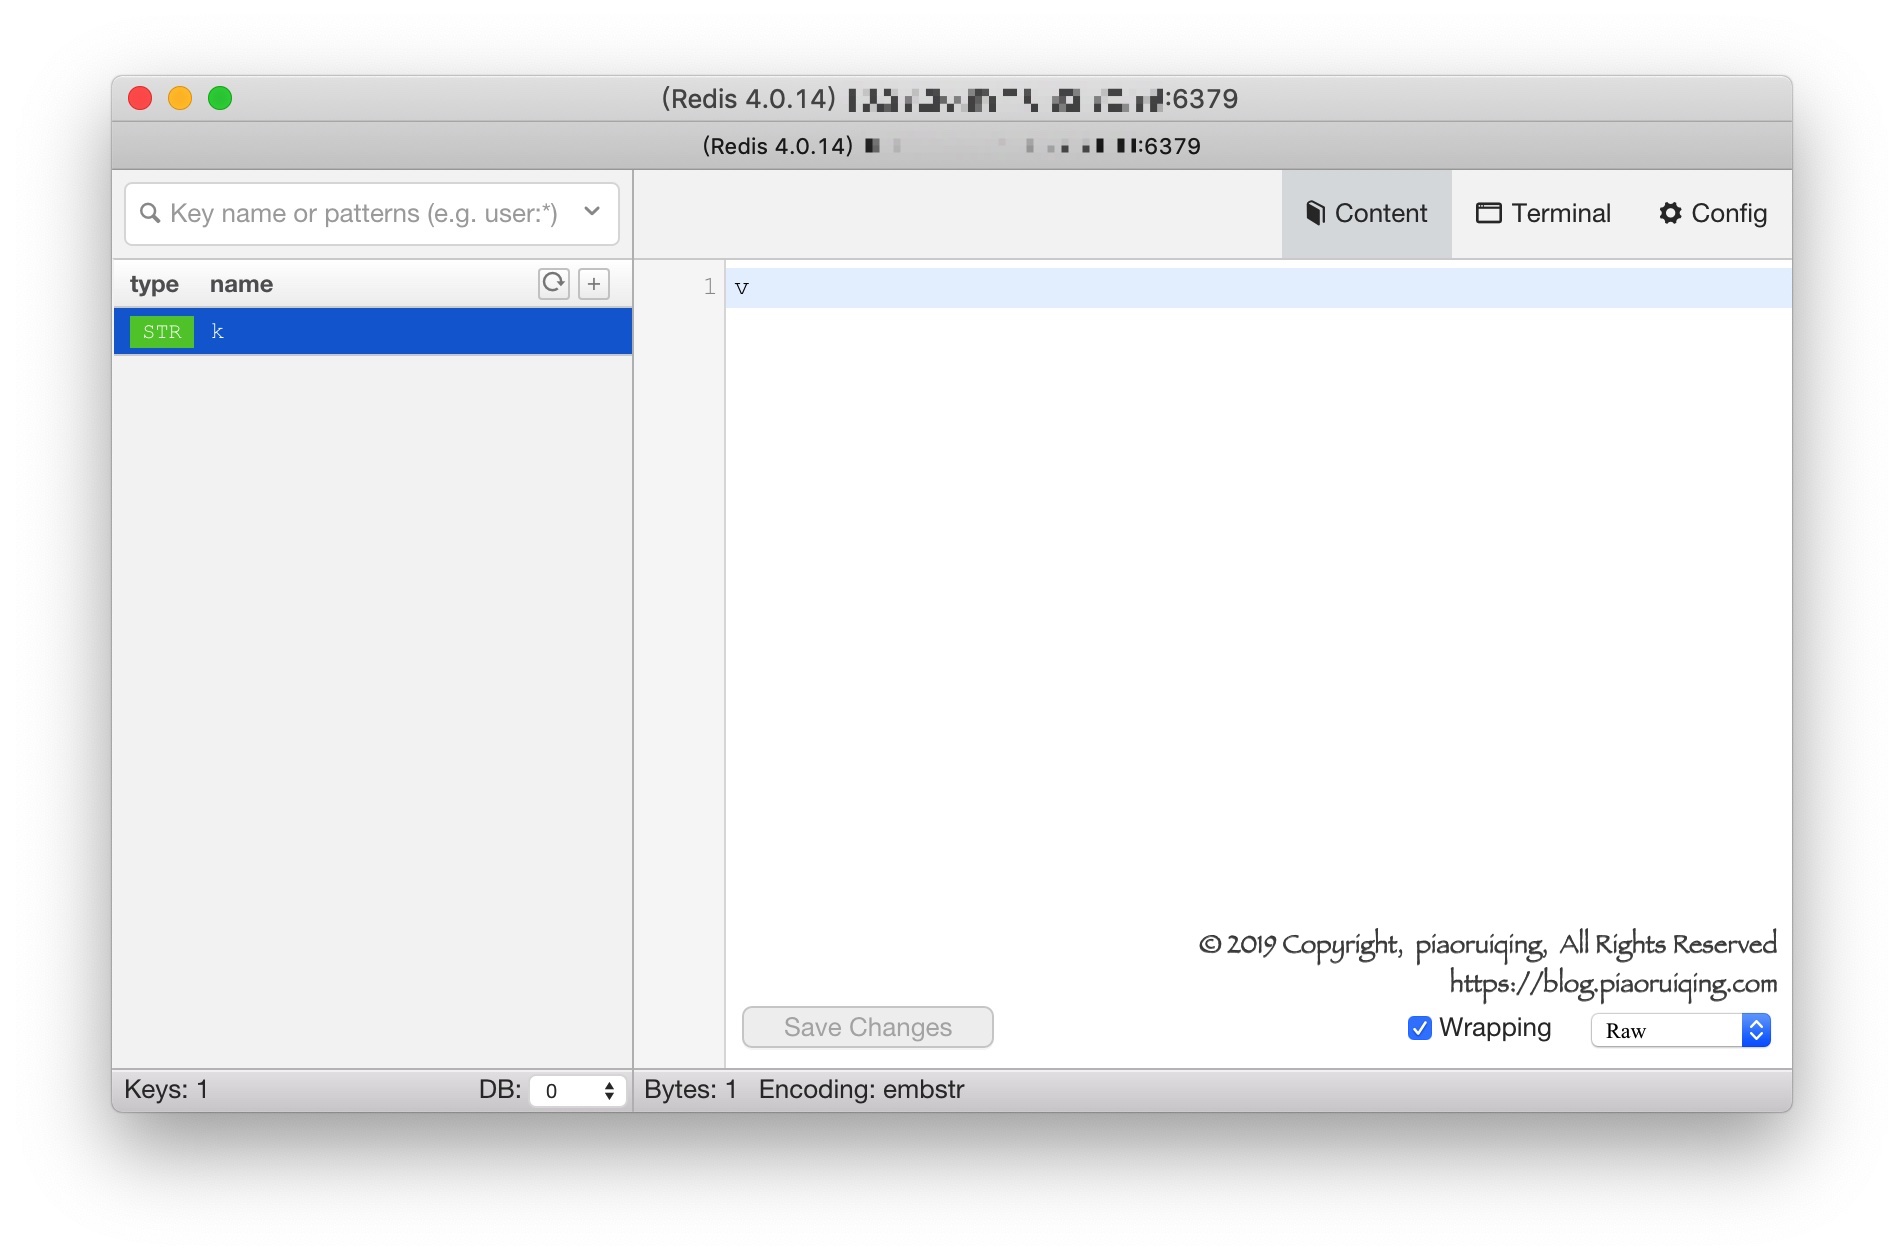 (Redis 4.0.14) :6379
(Redis 4.0.14) :6379
Key name or patterns (e.g. user:*)
Content Terminal Config
type name
1 v
STR k
© 2019 Copyright, piaoruiqing, All Rights Reserved
https://blog.piaoruiqing.com
Save Changes Wrapping Raw
Keys: 1 DB: 0 Bytes: 1 Encoding: embstr